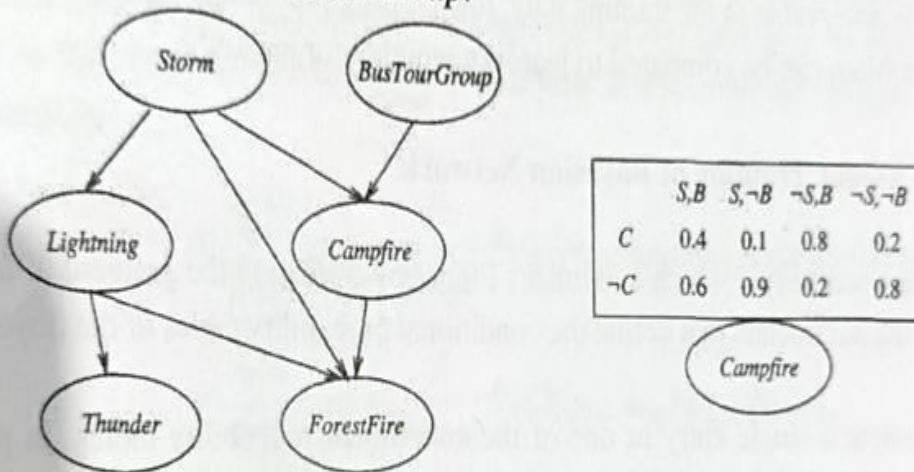 Storm
BusTourGroup
S,B S,¬B ¬S,B ¬S,¬B
C 0.4 0.1 0.8 0.2
¬C 0.6 0.9 0.2 0.8
Lightning
Campfire
Campfire
Thunder
ForestFire